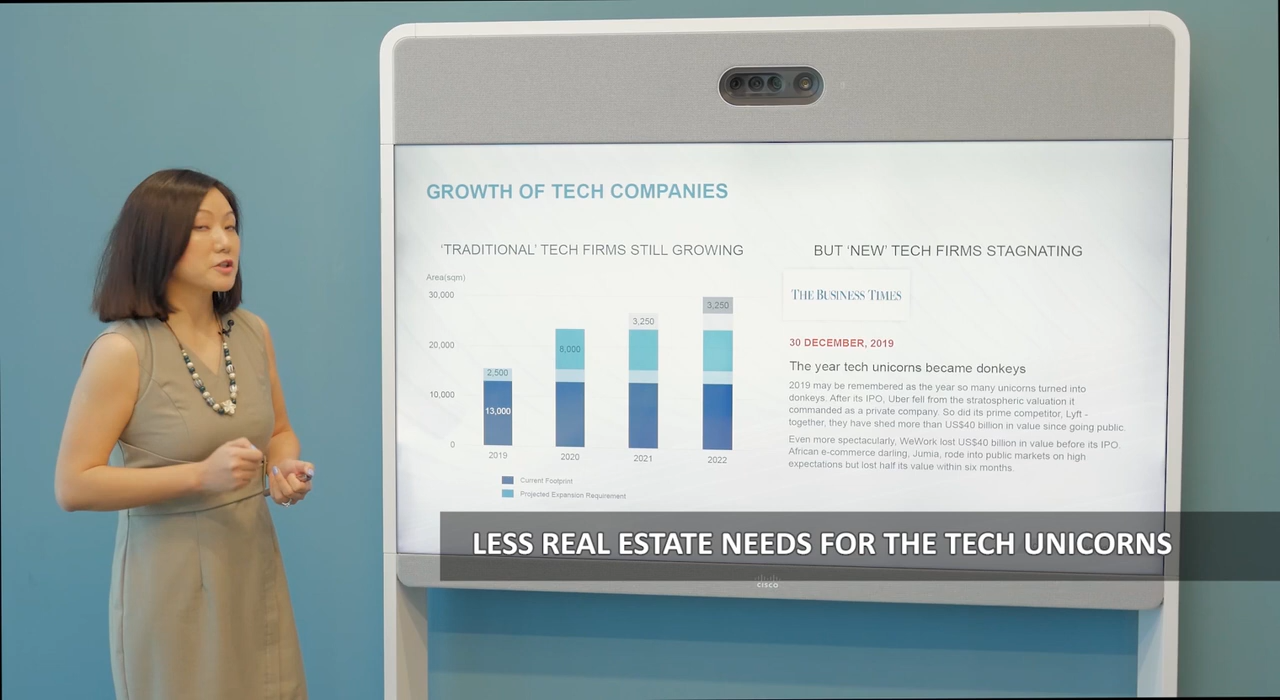 GROWTH OF TECH COMPANIES
‘TRADITIONAL’ TECH FIRMS STILL GROWING
Area(sqm)
30,000
20,000
10,000
0
2,500
13,000
8,000
3,250
3,250
2019
2020
2021
2022
Current Footprint
Projected Expansion Requirement
BUT ‘NEW’ TECH FIRMS STAGNATING
THE BUSINESS TIMES
30 DECEMBER, 2019
The year tech unicorns became donkeys
2019 may be remembered as the year so many unicorns turned into
donkeys. After its IPO, Uber fell from the stratospheric valuation it
commanded as a private company. So did its prime competitor, Lyft -
together, they have shed more than US$40 billion in value since going public.
Even more spectacularly, WeWork lost US$40 billion in value before its IPO.
African e-commerce darling, Jumia, rode into public markets on high
expectations but lost half its value within six months.
LESS REAL ESTATE NEEDS FOR THE TECH UNICORNS
CISCO